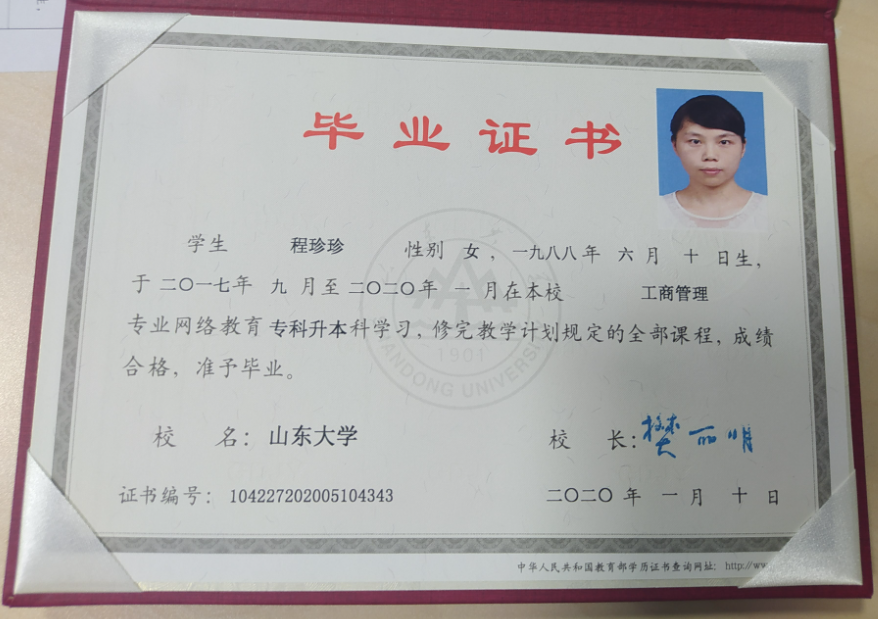 毕业证书
学生 程珍珍 性别 女，一九八八年 六 月 十 日生，
于 二〇一七年 九 月至 二〇二〇年 一 月在本校 工商管理
专业网络教育 专科升本科学习，修完教学计划规定的全部课程，成绩
合格，准予毕业。
校 名：山东大学
校 长：樊丽明
证书编号：104227202005104343
二〇二〇 年 一 月 十 日
中华人民共和国教育部学历证书查询网址：http://ww
1901
ANDONG UNIVERSI